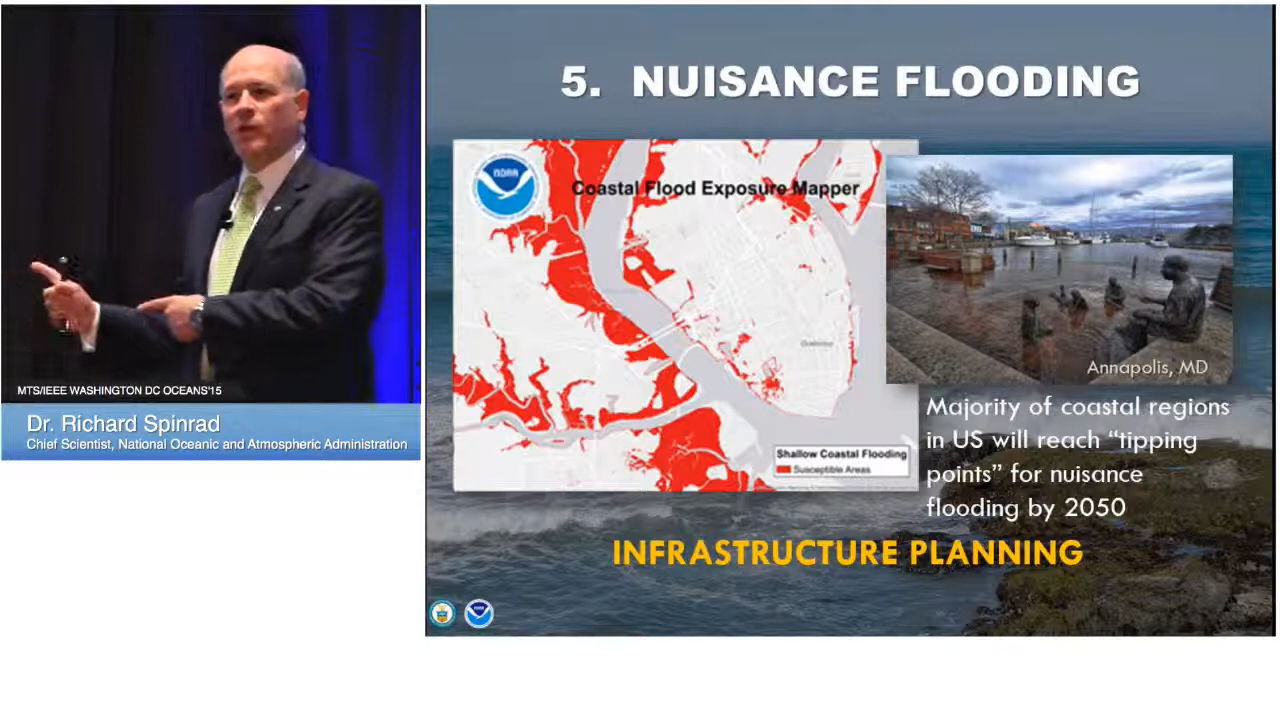 5. NUISANCE FLOODING
NOAA
Coastal Flood Exposure Mapper
Annapolis, MD
Majority of coastal regions
in US will reach “tipping
points” for nuisance
flooding by 2050
Shallow Coastal Flooding
Susceptible Areas
INFRASTRUCTURE PLANNING
MTS/IEEE WASHINGTON DC OCEANS'15
Dr. Richard Spinrad
Chief Scientist, National Oceanic and Atmospheric Administration